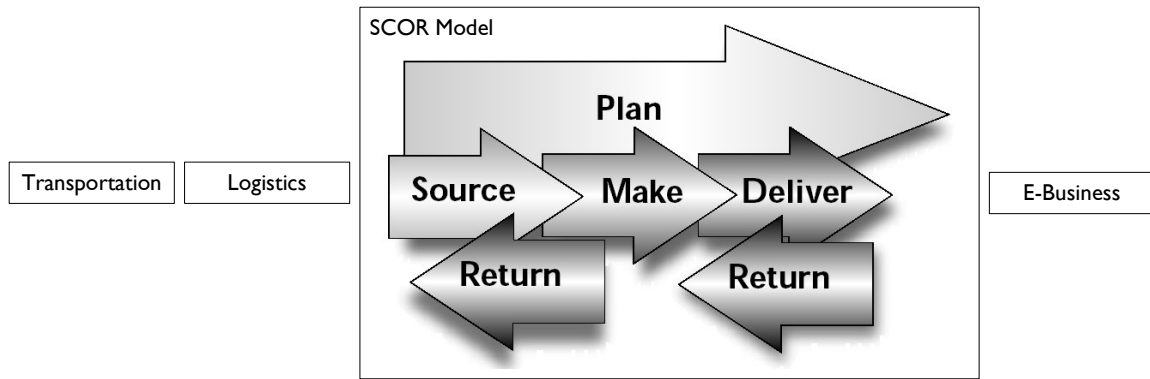 SCOR Model
Plan
Transportation
Logistics
Source
Make
Deliver
E-Business
Return
Return